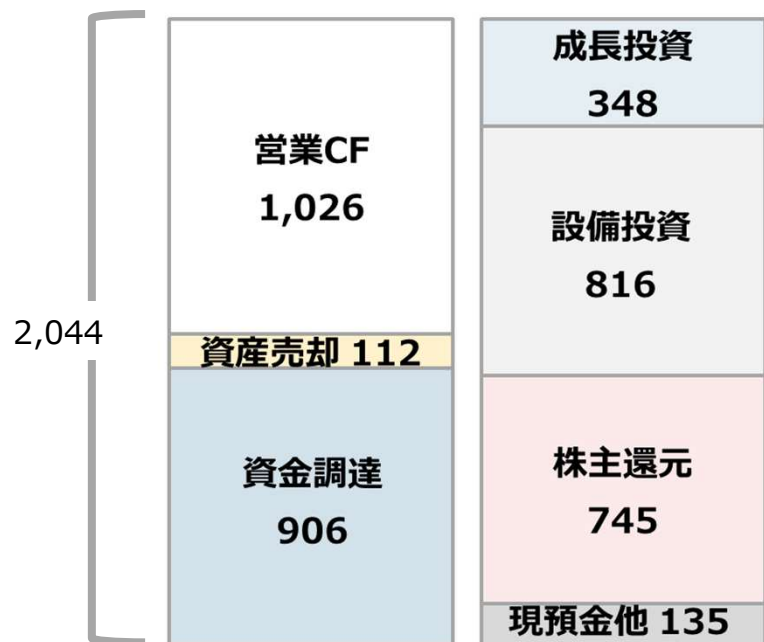 2,044
営業CF
1,026
資産売却 112
資金調達
906
成長投資
348
設備投資
816
株主還元
745
現預金他 135